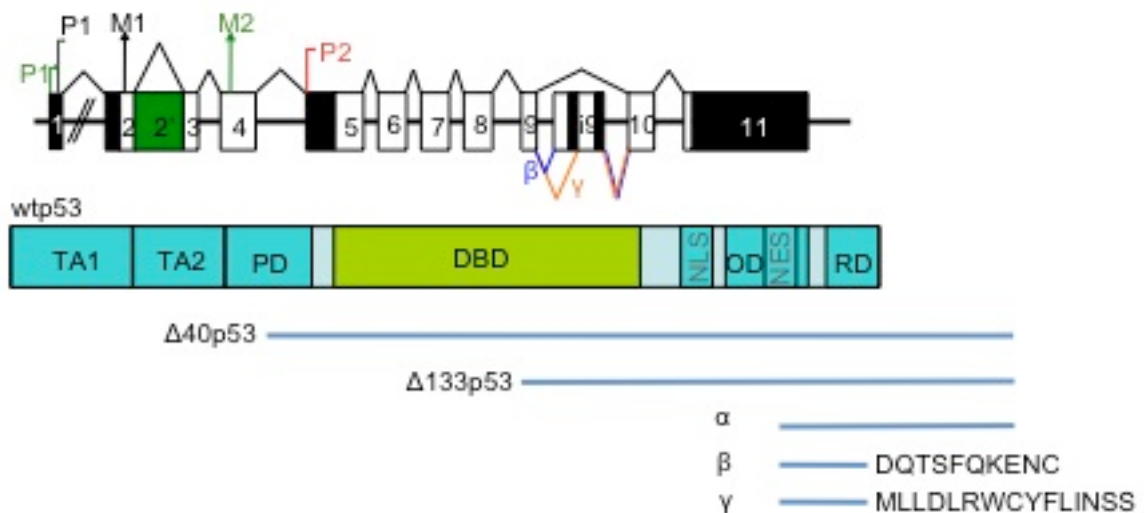 P1 P1 M1 M2 P2
1 2 2' 3 4 5 6 7 8 9 i9 10 11
β γ
wtp53
TA1 TA2 PD DBD NLS OD NES RD
Δ40p53
Δ133p53
α
β DQTSFQKENC
γ MLLDLRWCYFLINSS